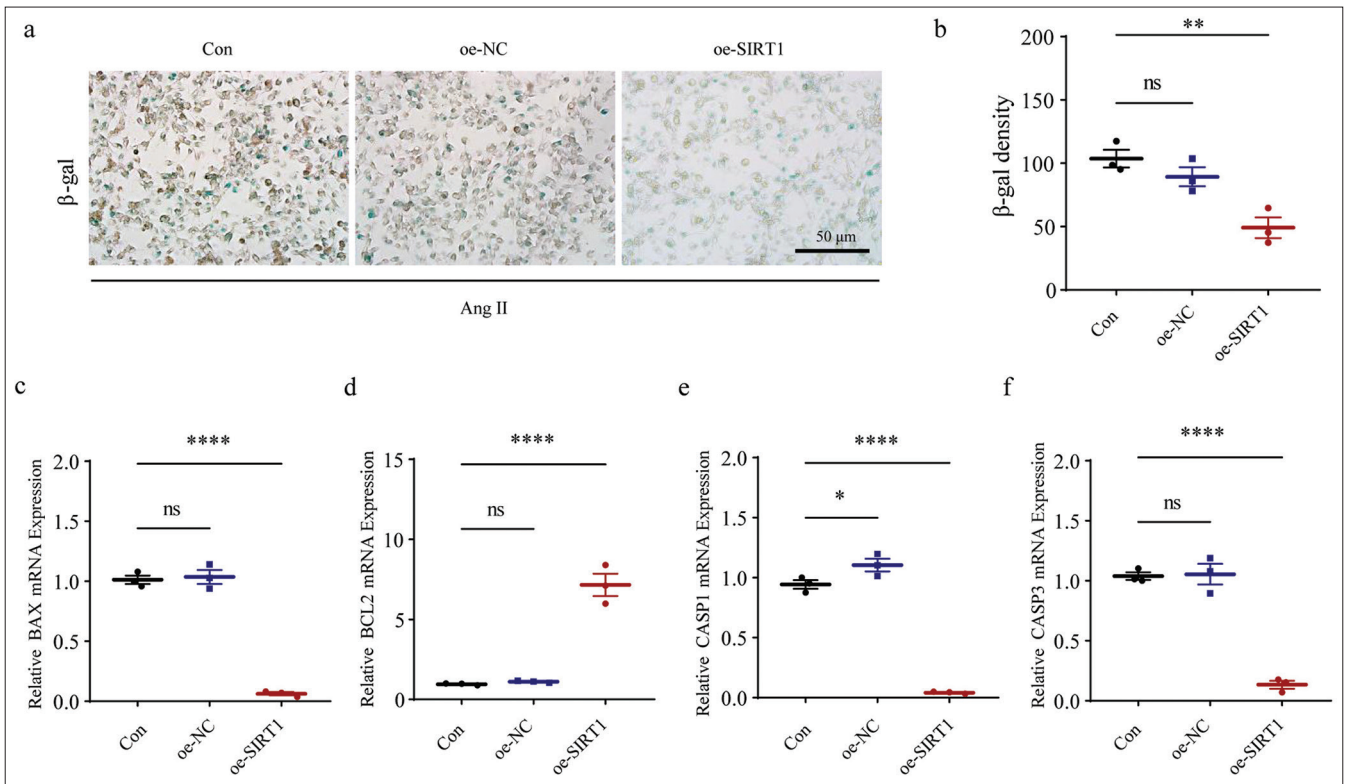 a
Con
oe-NC
oe-SIRT1
β-gal
50 μm
Ang II
b
**
ns
β-gal density
200
150
100
50
0
Con
oe-NC
oe-SIRT1
c
****
ns
Relative BAX mRNA Expression
2.0
1.5
1.0
0.5
0.0
Con
oe-NC
oe-SIRT1
d
****
ns
Relative BCL2 mRNA Expression
15
10
5
0
Con
oe-NC
oe-SIRT1
e
****
*
Relative CASP1 mRNA Expression
2.0
1.5
1.0
0.5
0.0
Con
oe-NC
oe-SIRT1
f
****
ns
Relative CASP3 mRNA Expression
2.0
1.5
1.0
0.5
0.0
Con
oe-NC
oe-SIRT1